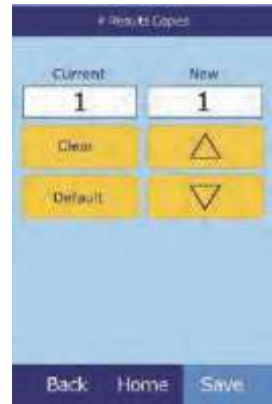 # Results Copies
Current New
1 1
Clear
Default
Back Home Save